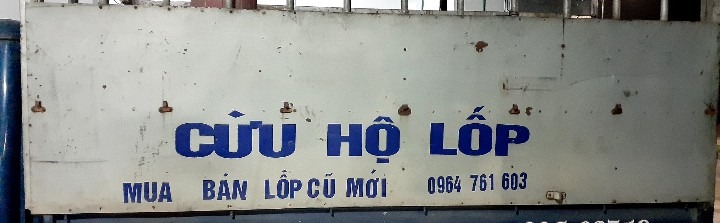 CỨU HỘ LỐP
MUA BÁN LỐP CŨ MỚI 0964 761 603